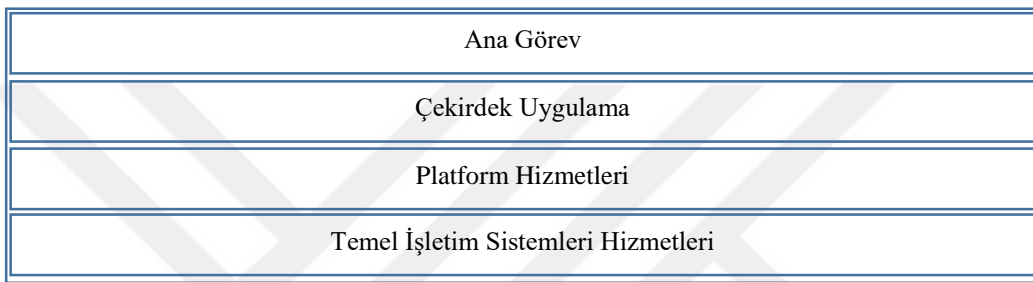 Ana Görev
Çekirdek Uygulama
Platform Hizmetleri
Temel İşletim Sistemleri Hizmetleri